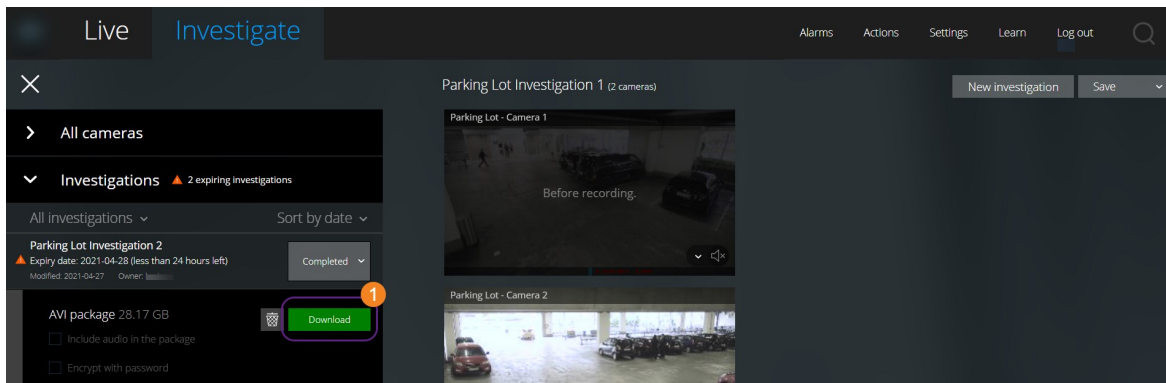 Live Investigate Alarms Actions Settings Learn Log out
Parking Lot Investigation 1 (2 cameras) New investigation Save
All cameras
Parking Lot - Camera 1
Investigations 2 expiring investigations
Before recording.
All investigations Sort by date
Parking Lot Investigation 2
Expiry date: 2021-04-28 (less than 24 hours left) Completed
Modified: 2021-04-27 Owner:
1
Parking Lot - Camera 2
AVI package 28.17 GB Download
Include audio in the package
Encrypt with password